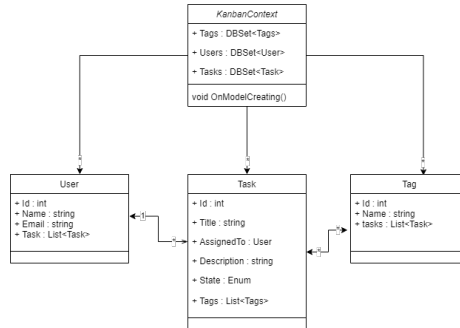 KanbanContext
+ Tags : DBSet<Tags>
+ Users : DBSet<User>
+ Tasks : DBSet<Task>
void OnModelCreating()
User
+ Id : int
+ Name : string
+ Email : string
+ Task : List<Task>
Task
+ Id : int
+ Title : string
+ AssignedTo : User
+ Description : string
+ State : Enum
+ Tags : List<Tags>
Tag
+ Id : int
+ Name : string
+ tasks : List<Task>
1